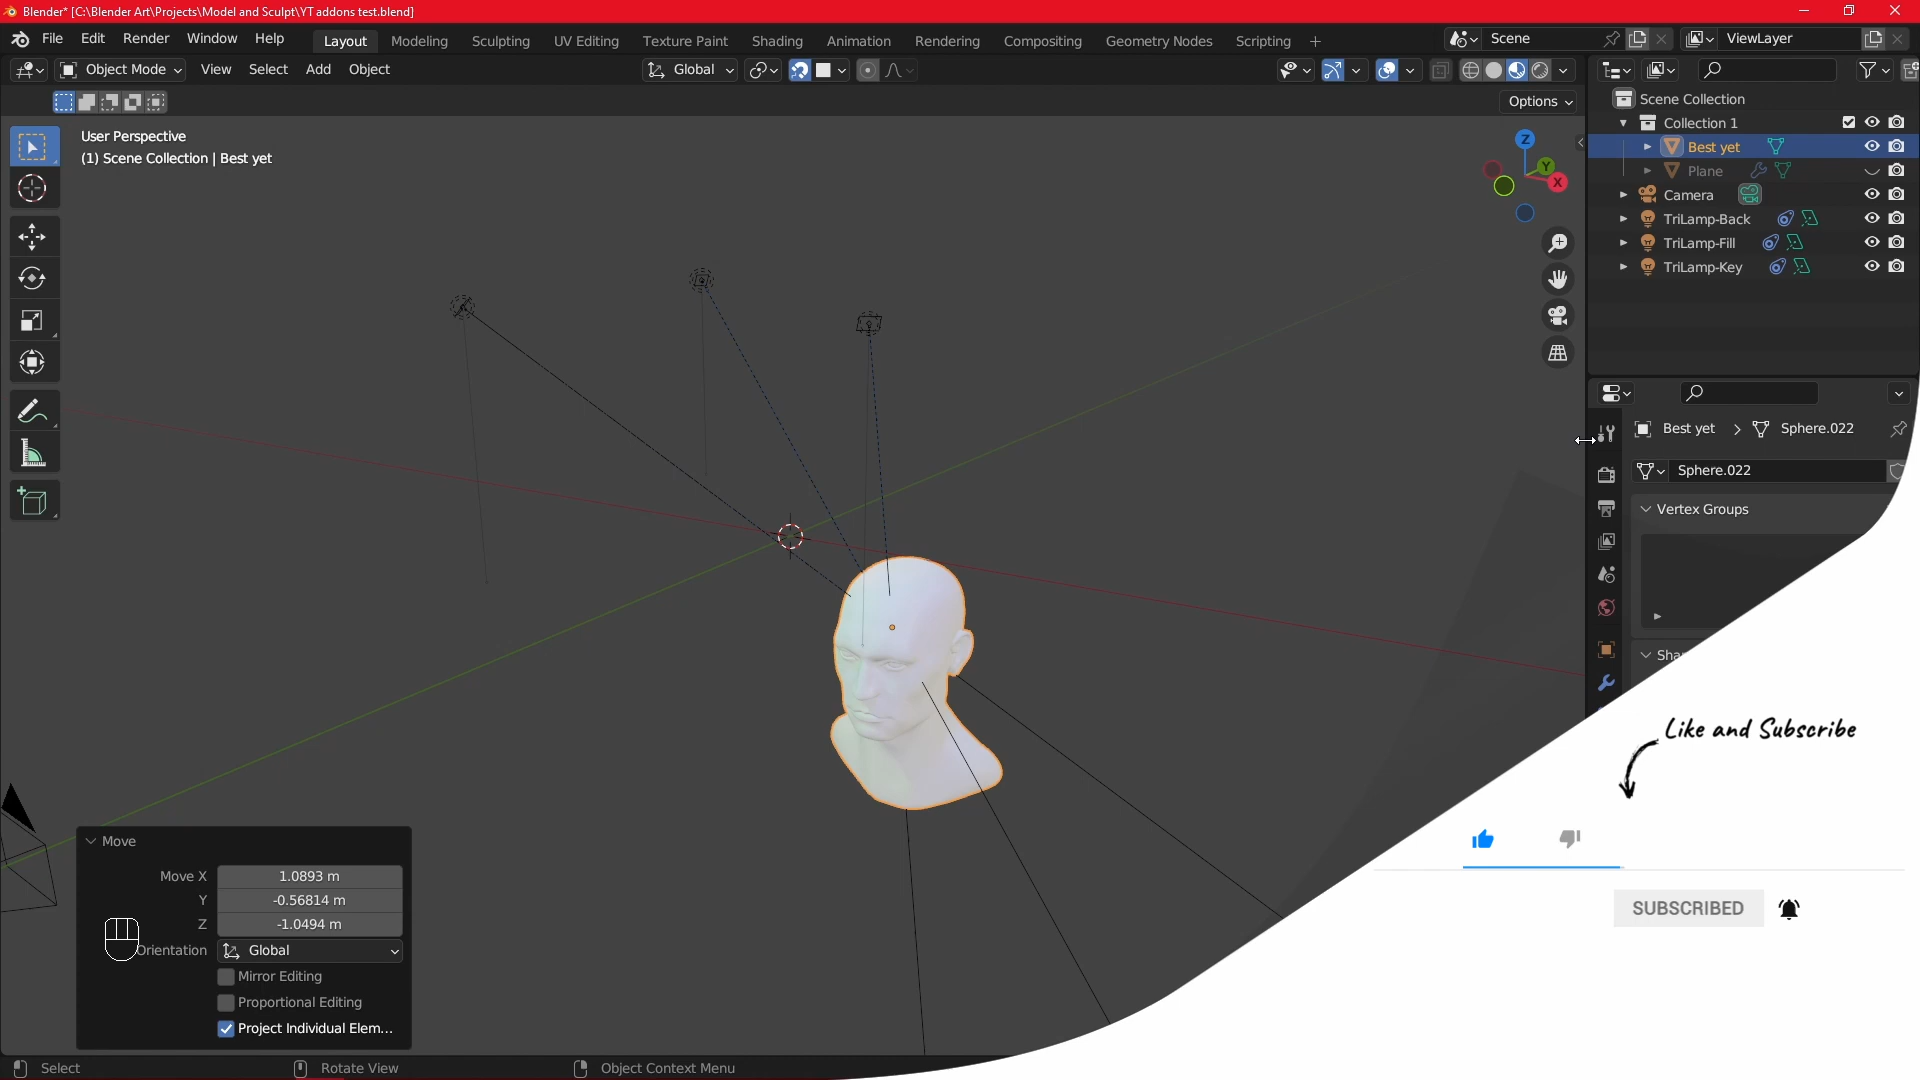 Blender* [C:\Blender Art\Projects\Model and Sculpt\YT addons test.blend]
File Edit Render Window Help Layout Modeling Sculpting UV Editing Texture Paint Shading Animation Rendering Compositing Geometry Nodes Scripting + Scene ViewLayer
Object Mode View Select Add Object Global
Options
User Perspective
(1) Scene Collection | Best yet
Z
Y
X
Scene Collection
Collection 1
Best yet
Plane
Camera
TriLamp-Back
TriLamp-Fill
TriLamp-Key
Best yet > Sphere.022
Sphere.022
Vertex Groups
Sha
Like and Subscribe
SUBSCRIBED
Move
Move X 1.0893 m
Y -0.56814 m
Z -1.0494 m
Orientation Global
Mirror Editing
Proportional Editing
Project Individual Elem...
Select Rotate View Object Context Menu